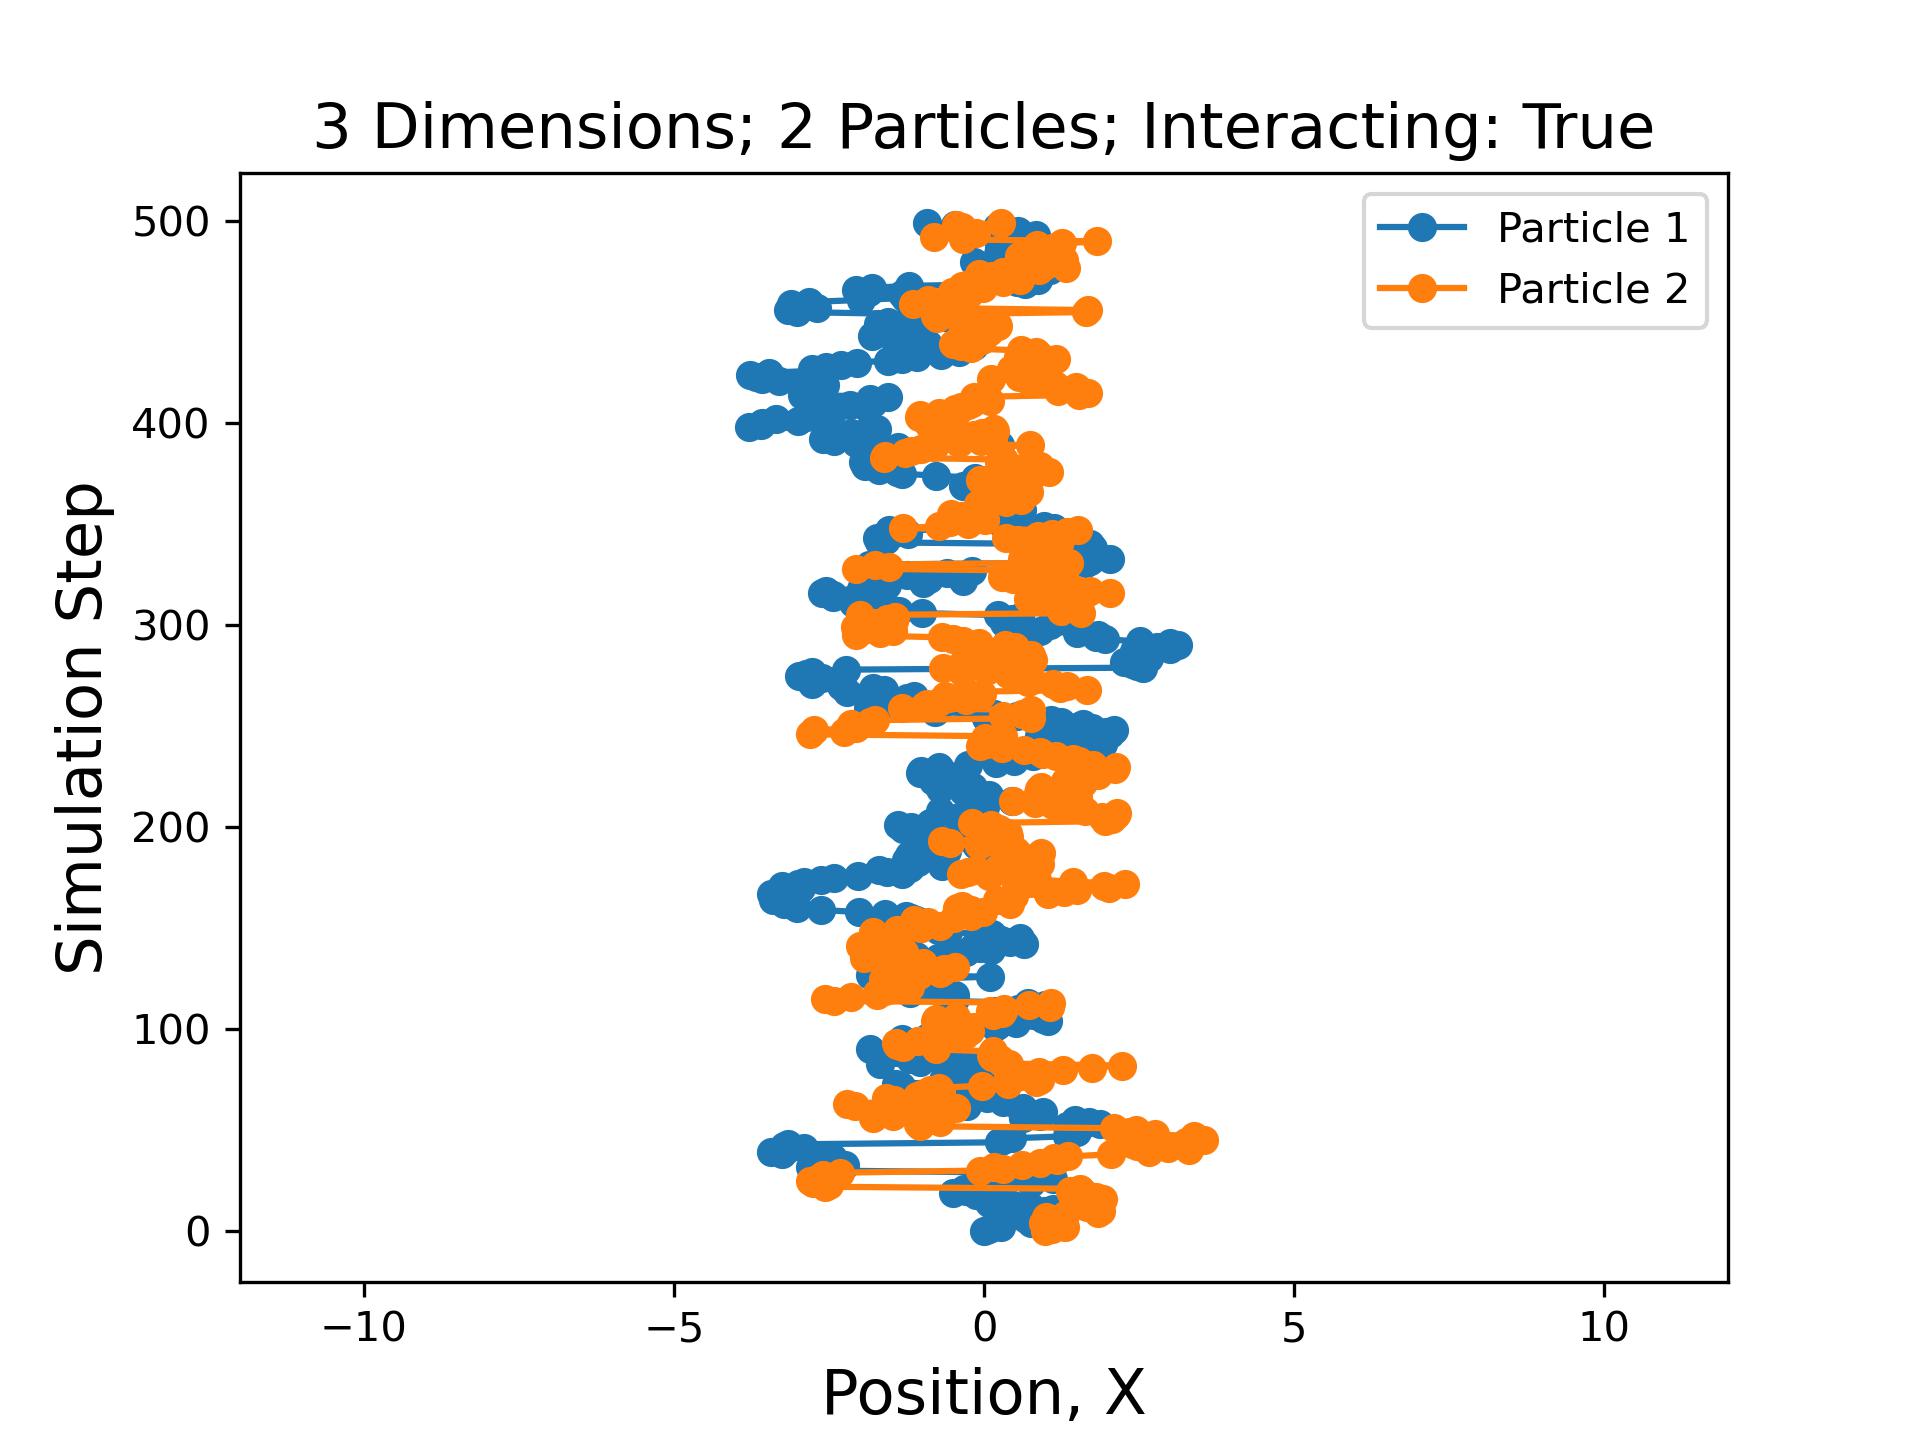 3 Dimensions; 2 Particles; Interacting: True
Particle 1
Particle 2
Simulation Step
500
400
300
200
100
0
−10
−5
0
5
10
Position, X